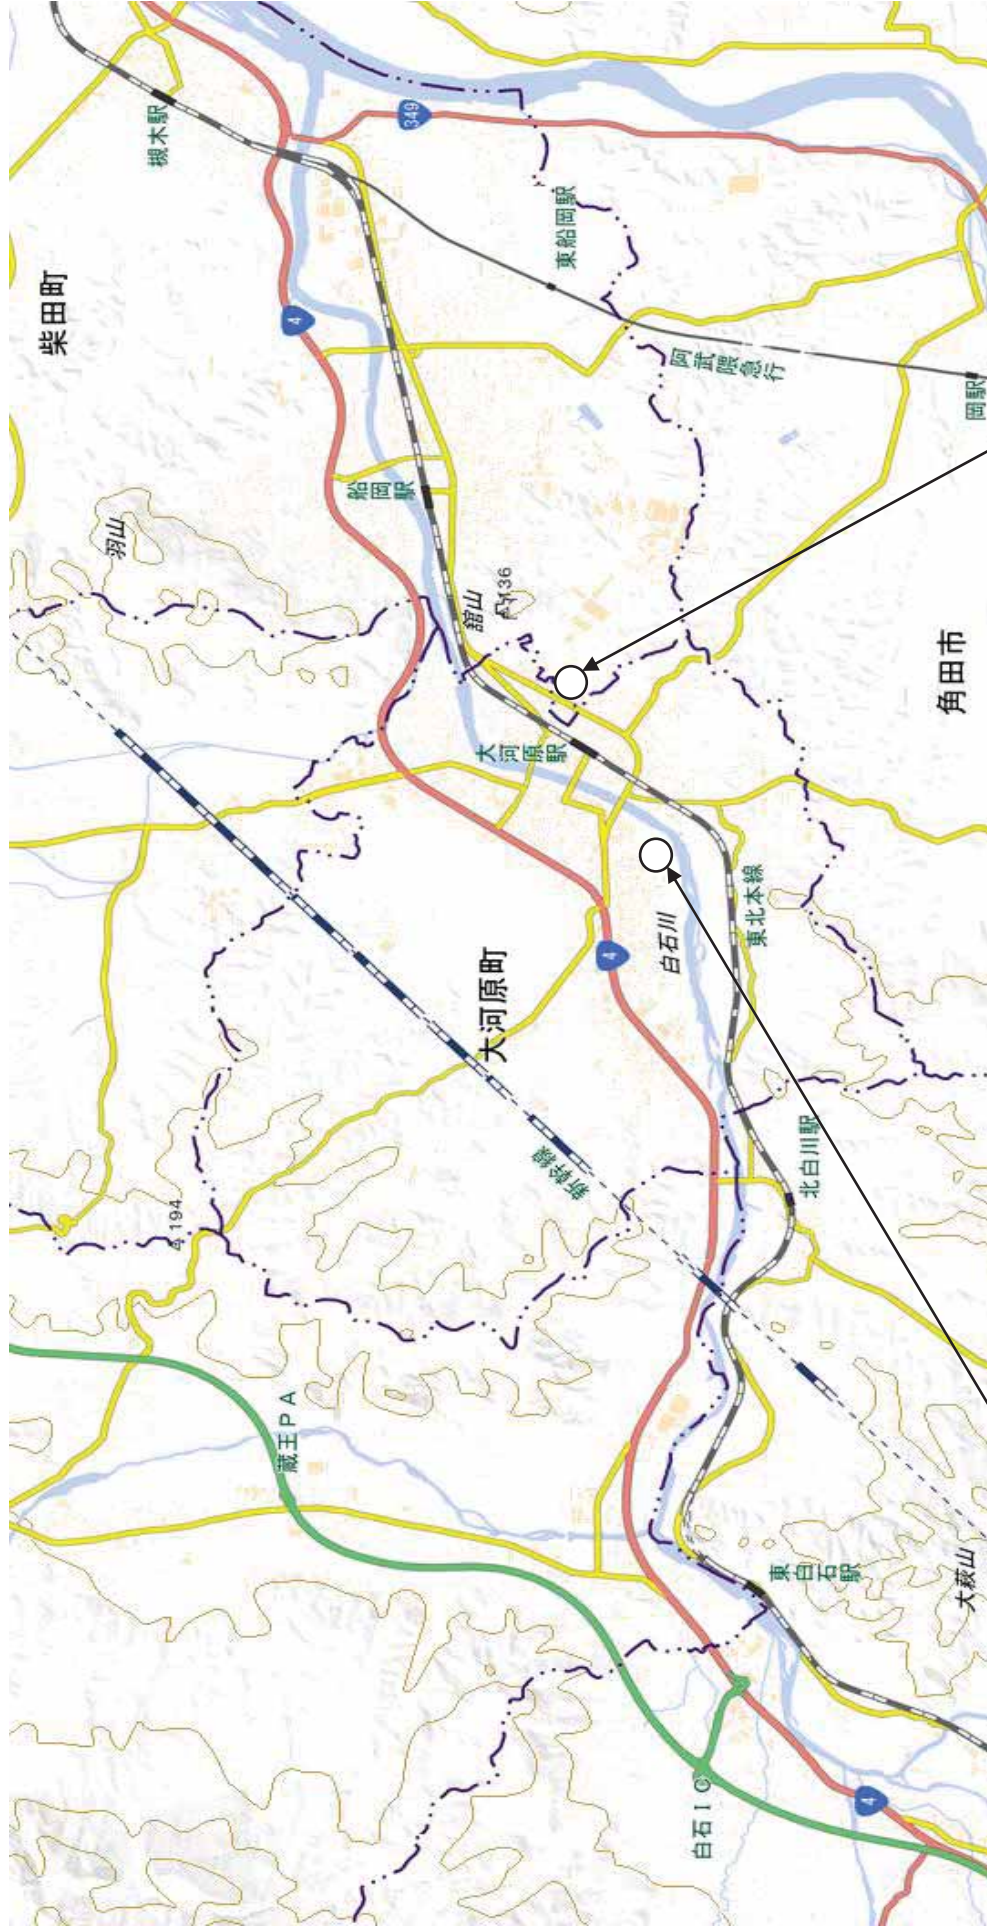 槻木駅
柴田町
349
東船岡駅
4
阿武隈急行
岡駅
船岡駅
羽山
舘山
136
角田市
大河原駅
東北本線
白石川
4
大河原町
北白川駅
新幹線
194
蔵王PA
東白石駅
大萩山
白石IC
4